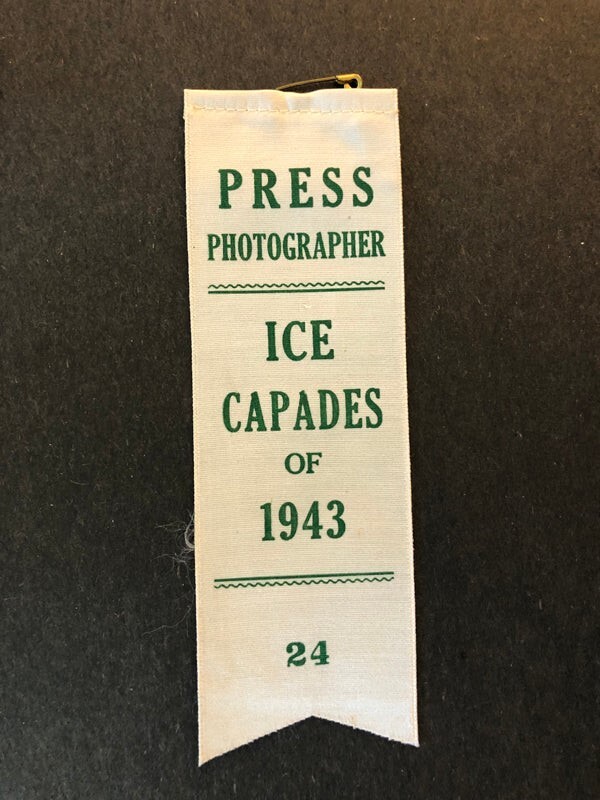 PRESS
PHOTOGRAPHER
ICE
CAPADES
OF
1943
24